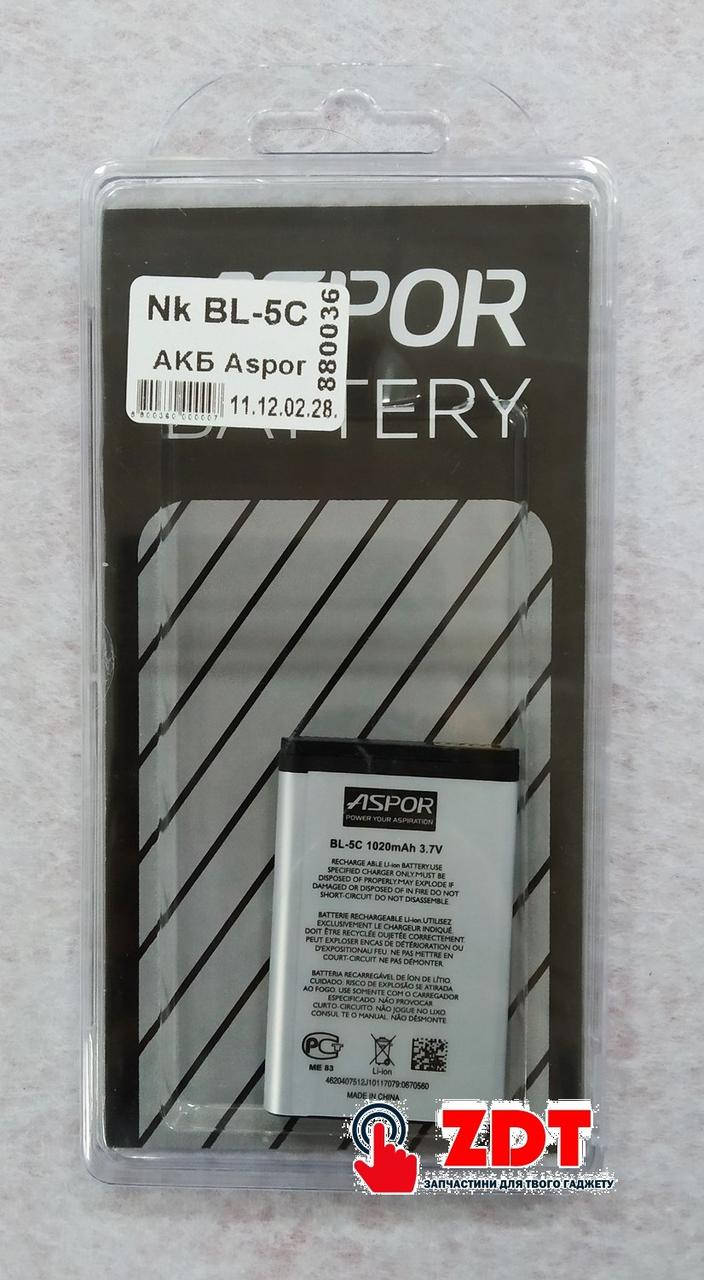 ASPOR
BATTERY
Nk BL-5C
АКБ Aspor
880036
8 800360 000007
11.12.02.28.
ASPOR
POWER YOUR ASPIRATION
BL-5C 1020mAh 3.7V
RECHARGE ABLE Li-ion BATTERY.USE
SPECIFIED CHARGER ONLY.MUST BE
DISPOSED OF PROPERLY.MAY EXPLODE IF
DAMAGED OR DISPOSED OF IN FIRE DO NOT
SHORT-CIRCUIT. DO NOT DISASSEMBLE.
BATTERIE RECHARGEABLE Li-ion.UTILISEZ
EXCLUSIVEMENT LE CHARGEUR INDIQUÉ.
DOIT ÊTRE RECYCLÉE OUJETÉE CORRECTEMENT.
PEUT EXPLOSER ENCAS DE DÉTÉRIORATION OU
D'EXPOSITIONAU FEU. NE PAS METTRE EN
COURT-CIRCUIT. NE PAS DÉMONTER.
BATTERIA RECARREGÁVEL DE ÍON DE LÍTIO
CUIDADO: RISCO DE EXPLOSÃO SE ATIRADA
AO FOGO. USE SOMENTE COM O CARREGADOR
ESPECIFICADO. NÃO PROVOCAR
CURTO-CIRCUITO. NÃO JOGUE NO LIXO.
CONSUL TE O MANUAL. NÃO DESMONTE
РСТ
ME 83
Li-ion
4620407512J10117079:0670560
MADE IN CHINA
ZDT
ЗАПЧАСТИНИ ДЛЯ ТВОГО ГАДЖЕТУ